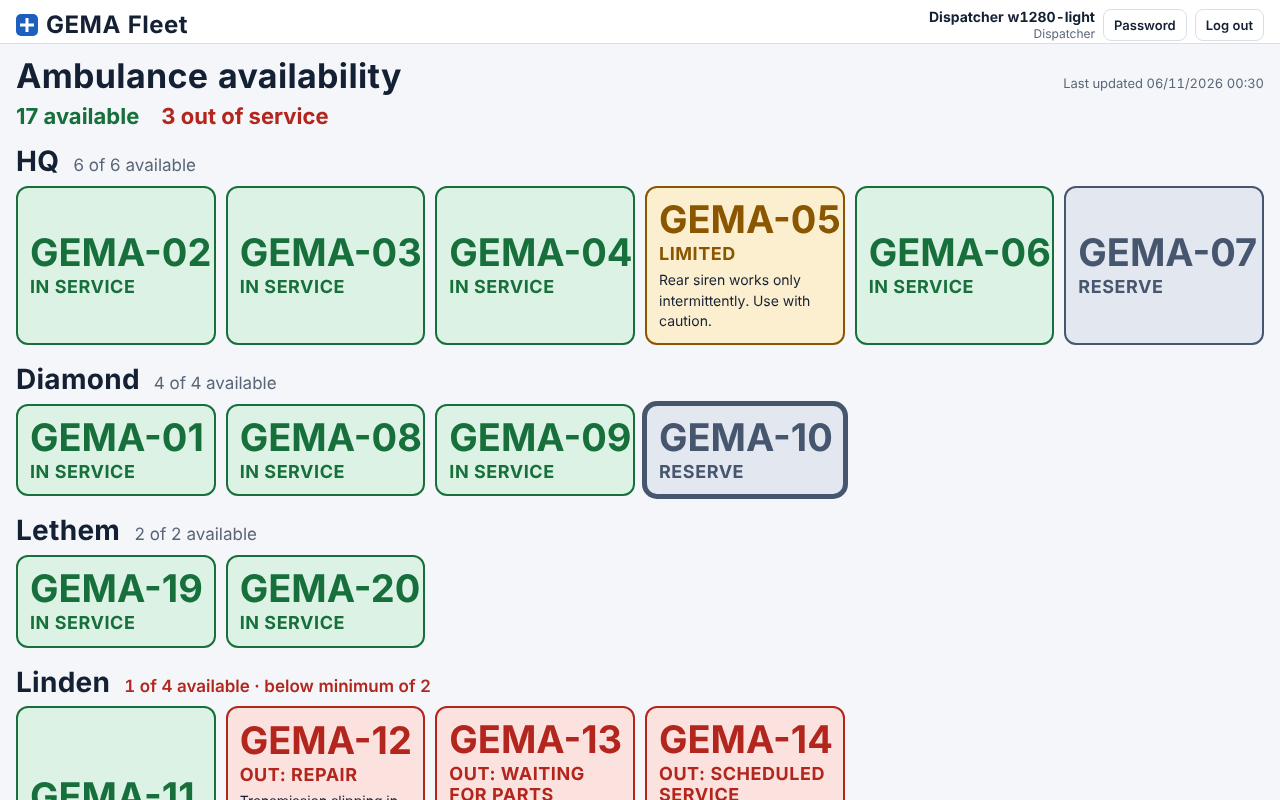 GEMA Fleet
Dispatcher w1280-light
Dispatcher
Password
Log out
Ambulance availability
Last updated 06/11/2026 00:30
17 available 3 out of service
HQ 6 of 6 available
GEMA-02
IN SERVICE
GEMA-03
IN SERVICE
GEMA-04
IN SERVICE
GEMA-05
LIMITED
Rear siren works only
intermittently. Use with
caution.
GEMA-06
IN SERVICE
GEMA-07
RESERVE
Diamond 4 of 4 available
GEMA-01
IN SERVICE
GEMA-08
IN SERVICE
GEMA-09
IN SERVICE
GEMA-10
RESERVE
Lethem 2 of 2 available
GEMA-19
IN SERVICE
GEMA-20
IN SERVICE
Linden 1 of 4 available · below minimum of 2
GEMA-11
GEMA-12
OUT: REPAIR
Transmission slipping in
GEMA-13
OUT: WAITING
FOR PARTS
GEMA-14
OUT: SCHEDULED
SERVICE